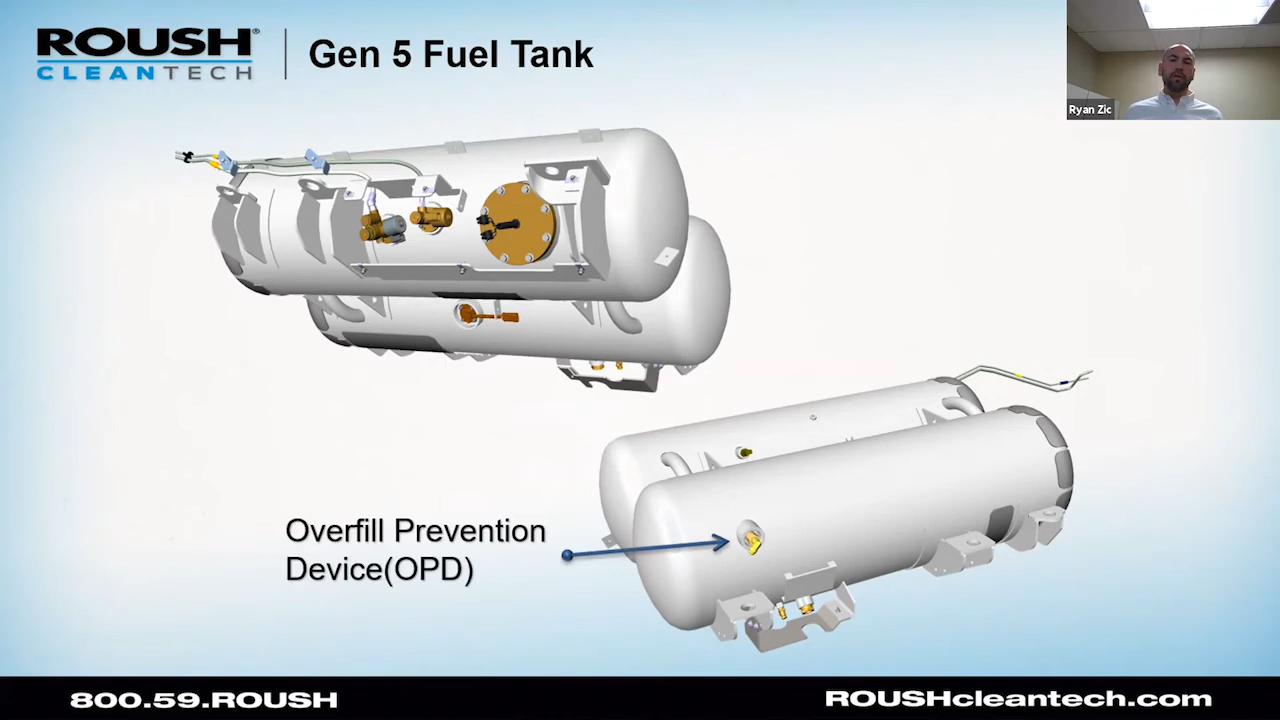 ROUSH®
CLEANTECH
Gen 5 Fuel Tank
Ryan Zic
Overfill Prevention
Device(OPD)
800.59.ROUSH
ROUSHcleantech.com